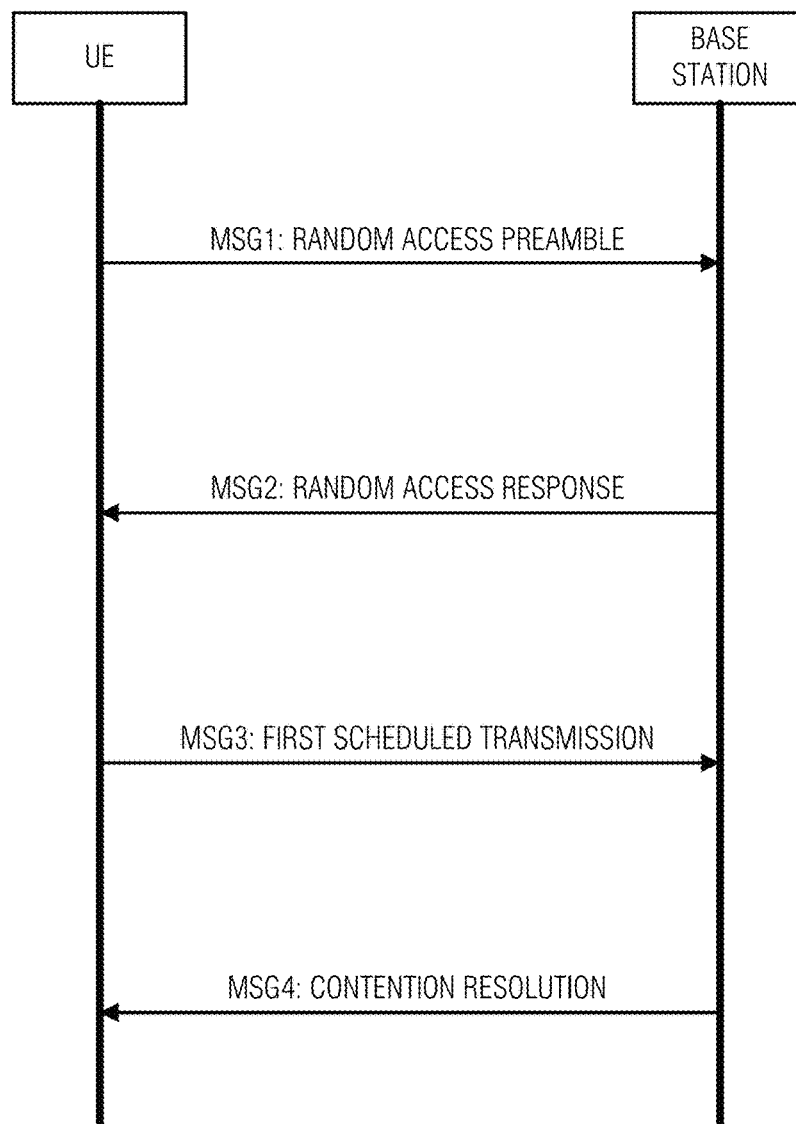 UE
BASE
STATION
MSG1: RANDOM ACCESS PREAMBLE
MSG2: RANDOM ACCESS RESPONSE
MSG3: FIRST SCHEDULED TRANSMISSION
MSG4: CONTENTION RESOLUTION